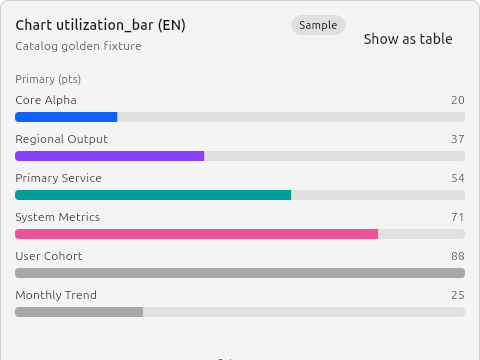 Chart utilization_bar (EN)
Sample
Show as table
Catalog golden fixture
Primary (pts)
Core Alpha 20
Regional Output 37
Primary Service 54
System Metrics 71
User Cohort 88
Monthly Trend 25